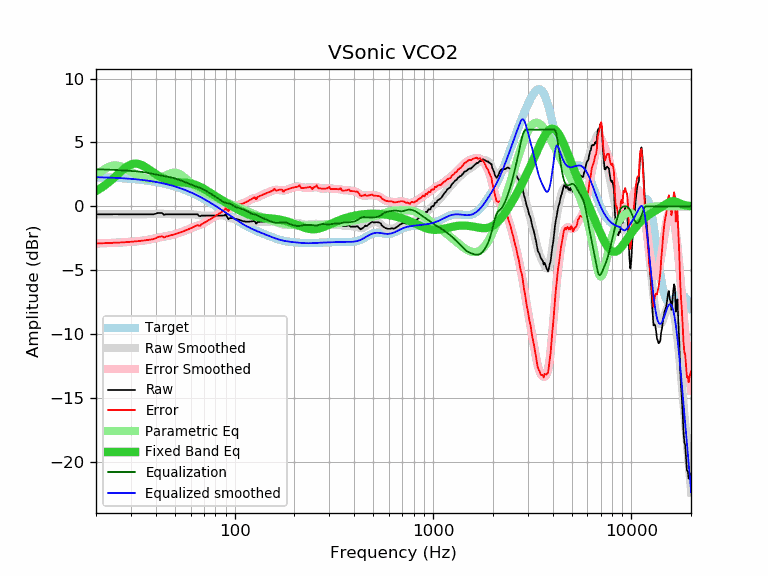 VSonic VCO2
10
5
0
−5
−10
−15
−20
Amplitude (dBr)
Target
Raw Smoothed
Error Smoothed
Raw
Error
Parametric Eq
Fixed Band Eq
Equalization
Equalized smoothed
100
1000
10000
Frequency (Hz)